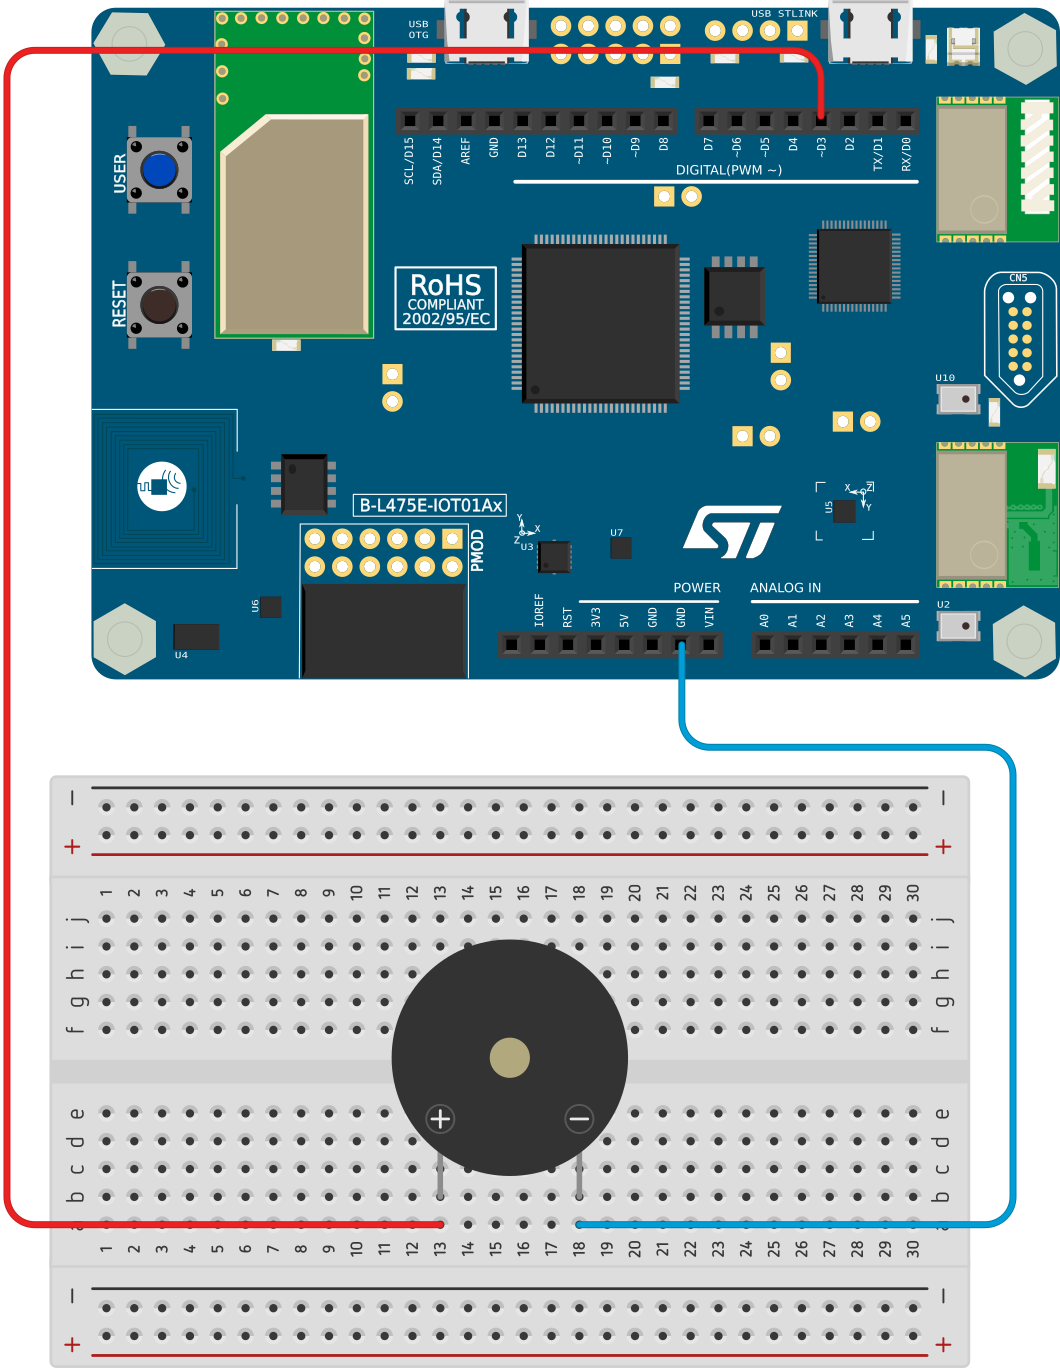 USB
OTG
USB STLINK
SCL/D15
SDA/D14
AREF
GND
D13
D12
~D11
~D10
~D9
D8
D7
~D6
~D5
D4
~D3
D2
TX/D1
RX/D0
DIGITAL(PWM ~)
USER
RESET
RoHS
COMPLIANT
2002/95/EC
CN5
U10
B-L475E-IOT01Ax
PMOD
Y
X
Z
U3
U7
X
Z
Y
U5
ST
U6
U4
U2
POWER
ANALOG IN
IOREF
RST
3V3
5V
GND
GND
VIN
A0
A1
A2
A3
A4
A5
− −
+ +
1 2 3 4 5 6 7 8 9 10 11 12 13 14 15 16 17 18 19 20 21 22 23 24 25 26 27 28 29 30
j j
i i
h h
g g
f f
+ −
e e
d d
c c
b b
a a
1 2 3 4 5 6 7 8 9 10 11 12 13 14 15 16 17 18 19 20 21 22 23 24 25 26 27 28 29 30
− −
+ +